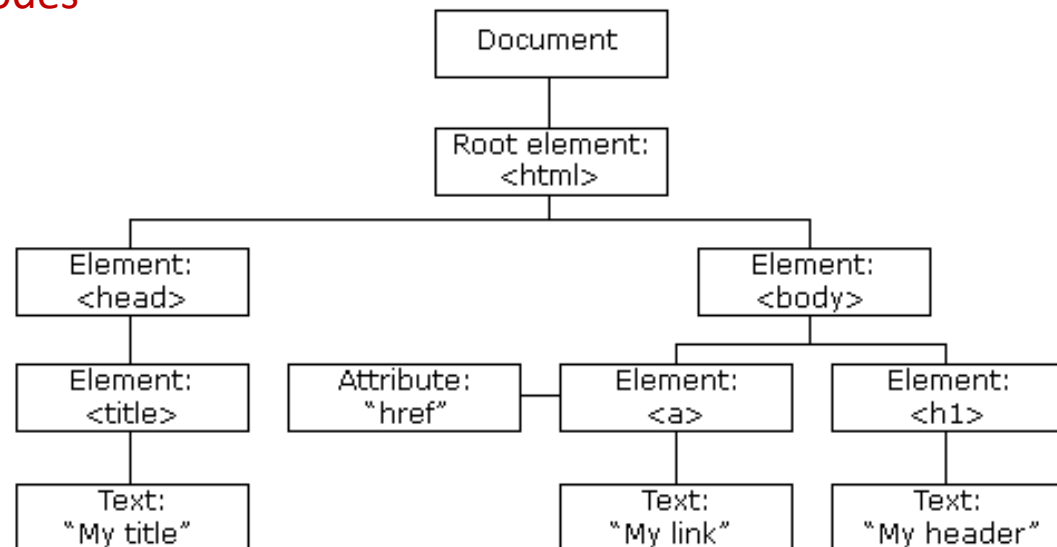 Document
Root element:
<html>
Element:
<head>
Element:
<body>
Element:
<title>
Attribute:
“href”
Element:
<a>
Element:
<h1>
Text:
“My title”
Text:
“My link”
Text:
“My header”